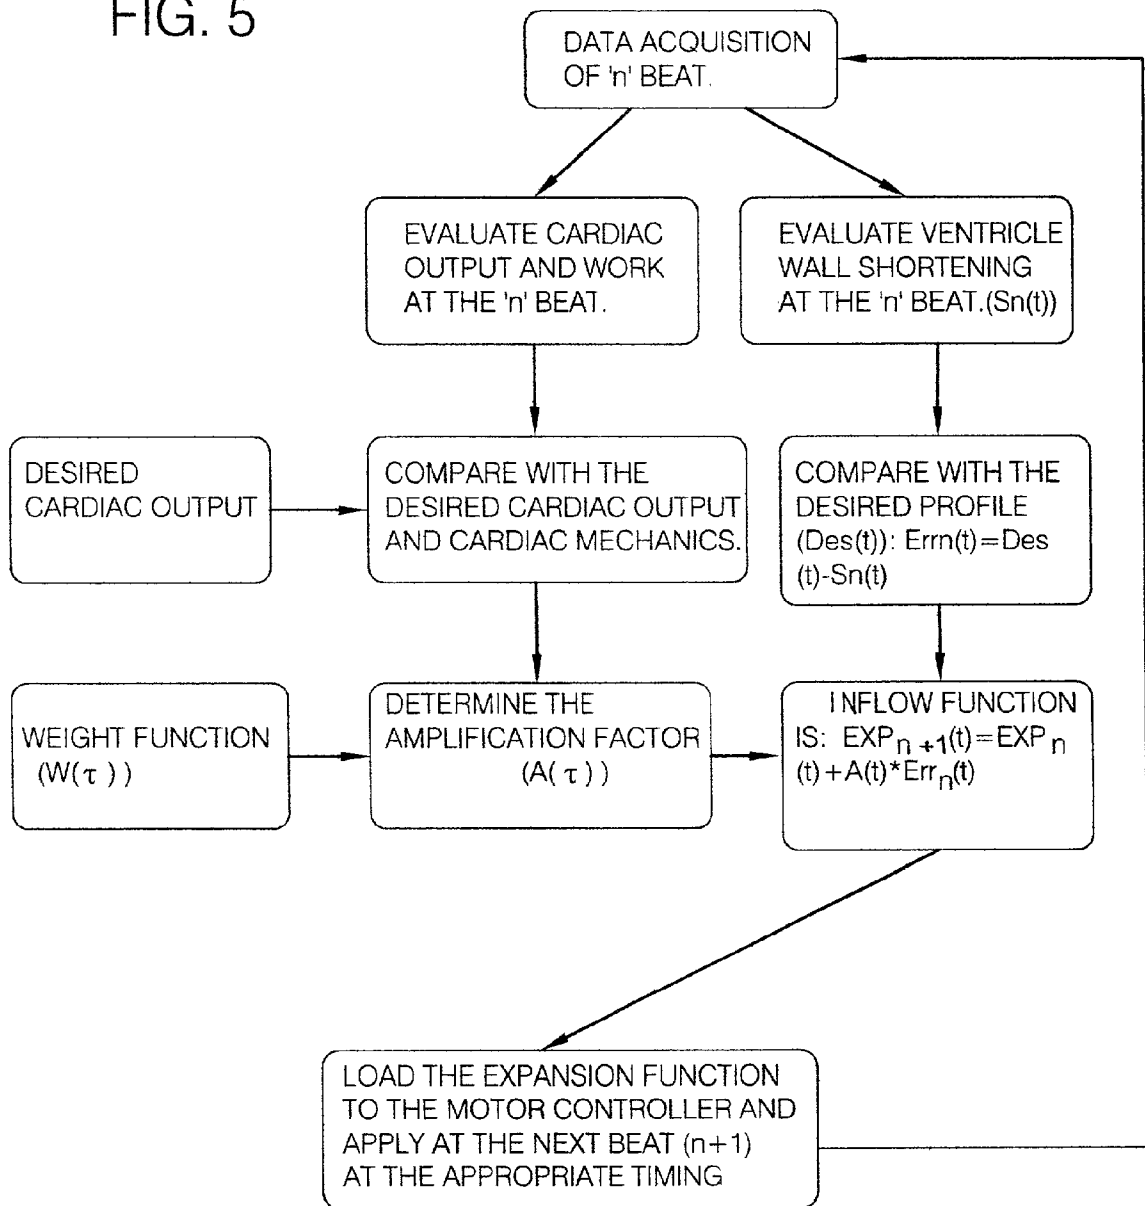 FIG. 5
DATA ACQUISITION
OF 'n' BEAT.
EVALUATE CARDIAC
OUTPUT AND WORK
AT THE 'n' BEAT.
EVALUATE VENTRICLE
WALL SHORTENING
AT THE 'n' BEAT.(Sn(t))
DESIRED
CARDIAC OUTPUT
COMPARE WITH THE
DESIRED CARDIAC OUTPUT
AND CARDIAC MECHANICS.
COMPARE WITH THE
DESIRED PROFILE
(Des(t)): Errn(t)=Des
(t)-Sn(t)
WEIGHT FUNCTION
(W(τ))
DETERMINE THE
AMPLIFICATION FACTOR
(A(τ))
INFLOW FUNCTION
IS: EXPn+1(t)=EXPn
(t)+A(t)*Errn(t)
LOAD THE EXPANSION FUNCTION
TO THE MOTOR CONTROLLER AND
APPLY AT THE NEXT BEAT (n+1)
AT THE APPROPRIATE TIMING